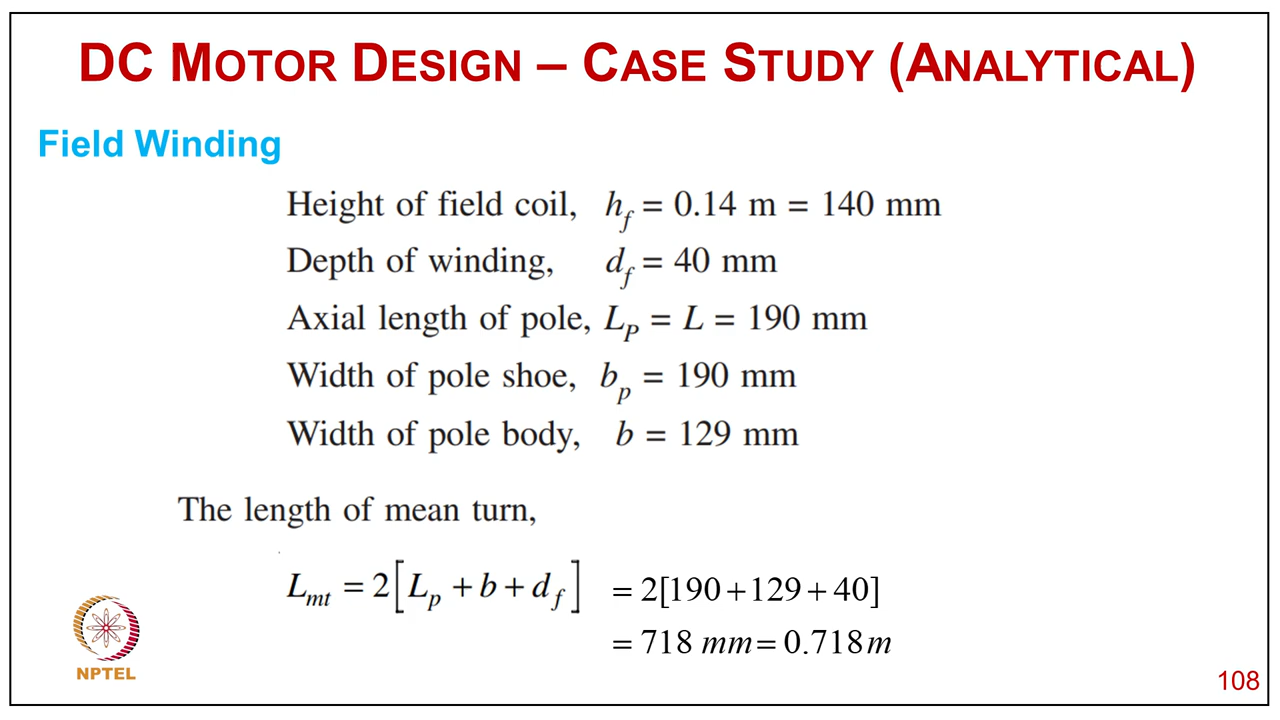 DC MOTOR DESIGN – CASE STUDY (ANALYTICAL)
Field Winding
Height of field coil, h_f = 0.14 m = 140 mm
Depth of winding, d_f = 40 mm
Axial length of pole, L_P = L = 190 mm
Width of pole shoe, b_p = 190 mm
Width of pole body, b = 129 mm
The length of mean turn,
L_mt = 2[L_p + b + d_f] = 2[190+129+40]
= 718 mm = 0.718 m
NPTEL
108